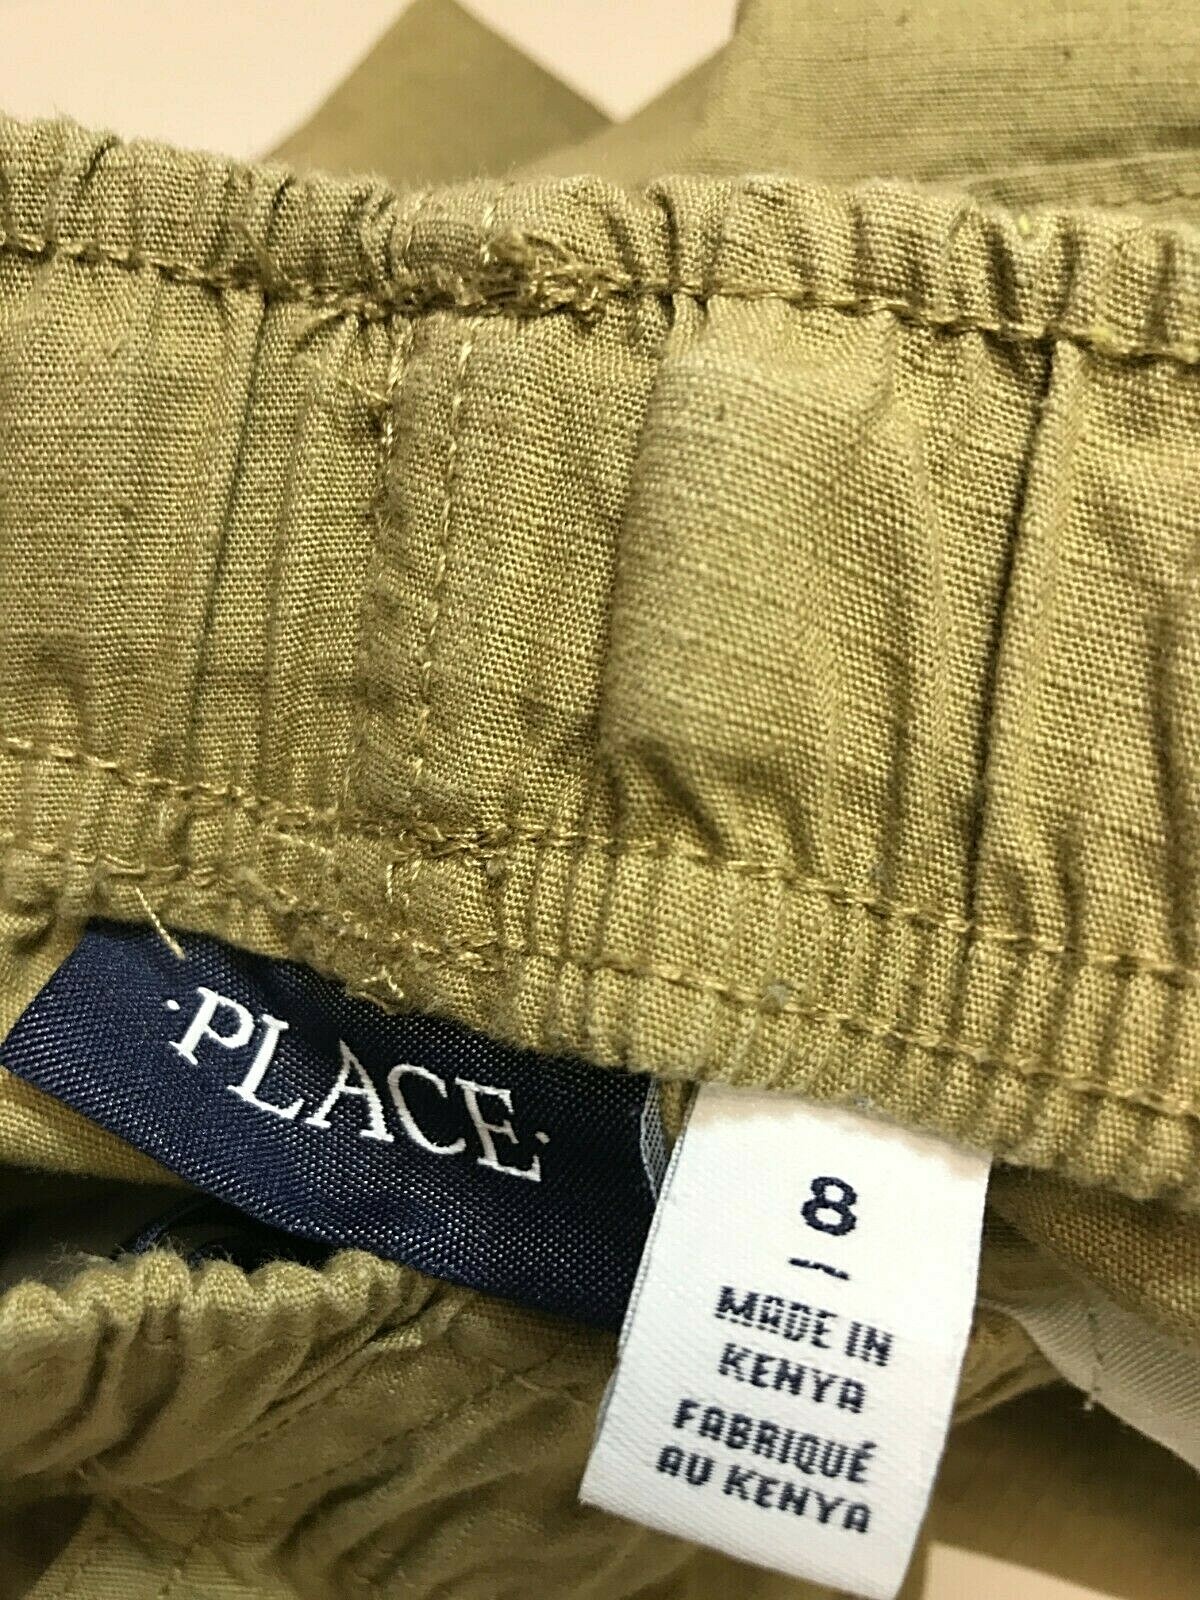 ·PLACE·
8
MADE IN
KENYA
FABRIQUÉ
AU KENYA